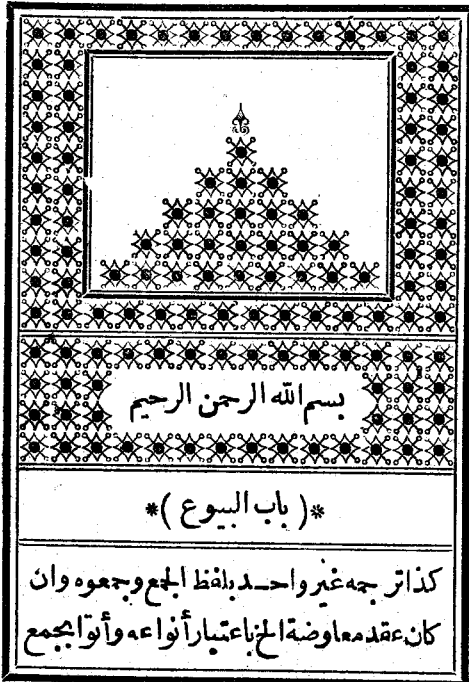 بسم الله الرحمن الرحيم
*( باب البيوع )*
كذا ترجمه غير واحد بلفظ الجمع وجمعوه وان
كان عقد معاوضة الخ باعتبار أنواعه وأتوا بجمع